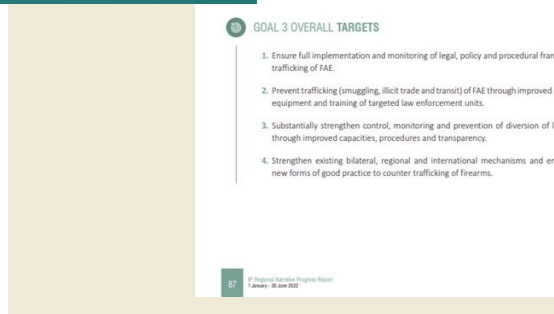 GOAL 3 OVERALL TARGETS
1. Ensure full implementation and monitoring of legal, policy and procedural fran
trafficking of FAE.
2. Prevent trafficking (smuggling, illicit trade and transit) of FAE through improved
equipment and training of targeted law enforcement units.
3. Substantially strengthen control, monitoring and prevention of diversion of l
through improved capacities, procedures and transparency.
4. Strengthen existing bilateral, regional and international mechanisms and en
new forms of good practice to counter trafficking of firearms.
87
Regional Narrative Progress Report
1 January - 30 June 2022